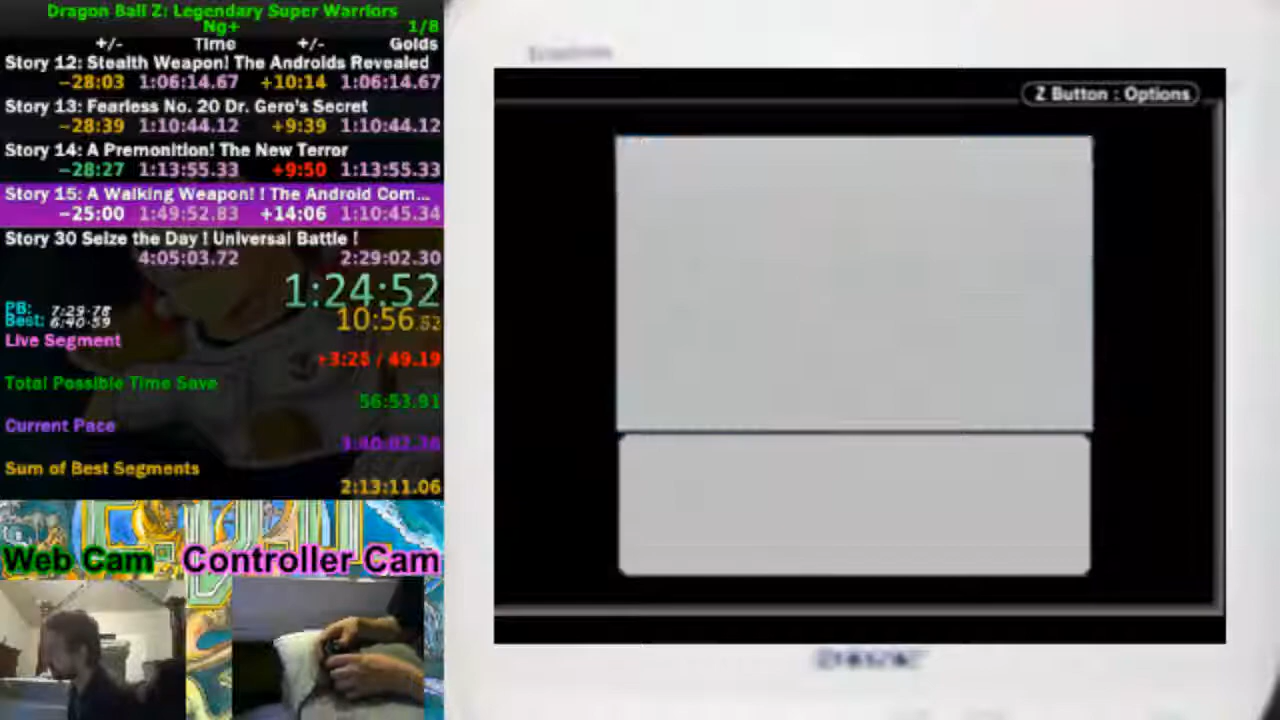 Dragon Ball Z: Legendary Super Warriors
Ng+ 1/8
+/- Time +/- Golds
Story 12: Stealth Weapon! The Androids Revealed
-28:03 1:06:14.67 +10:14 1:06:14.67
Story 13: Fearless No. 20 Dr. Gero's Secret
-28:39 1:10:44.12 +9:39 1:10:44.12
Story 14: A Premonition! The New Terror
-28:27 1:13:55.33 +9:50 1:13:55.33
Story 15: A Walking Weapon! ! The Android Com...
-25:00 1:49:52.83 +14:06 1:10:45.34
Story 30 Seize the Day ! Universal Battle !
4:05:03.72 2:29:02.30
1:24:52
PB: 7:29.78
Best: 6:40.59
10:56.52
Live Segment
+3:26 / 49.19
Total Possible Time Save
56:53.91
Current Pace
Sum of Best Segments
2:13:11.06
Web Cam
Controller Cam
Z Button : Options